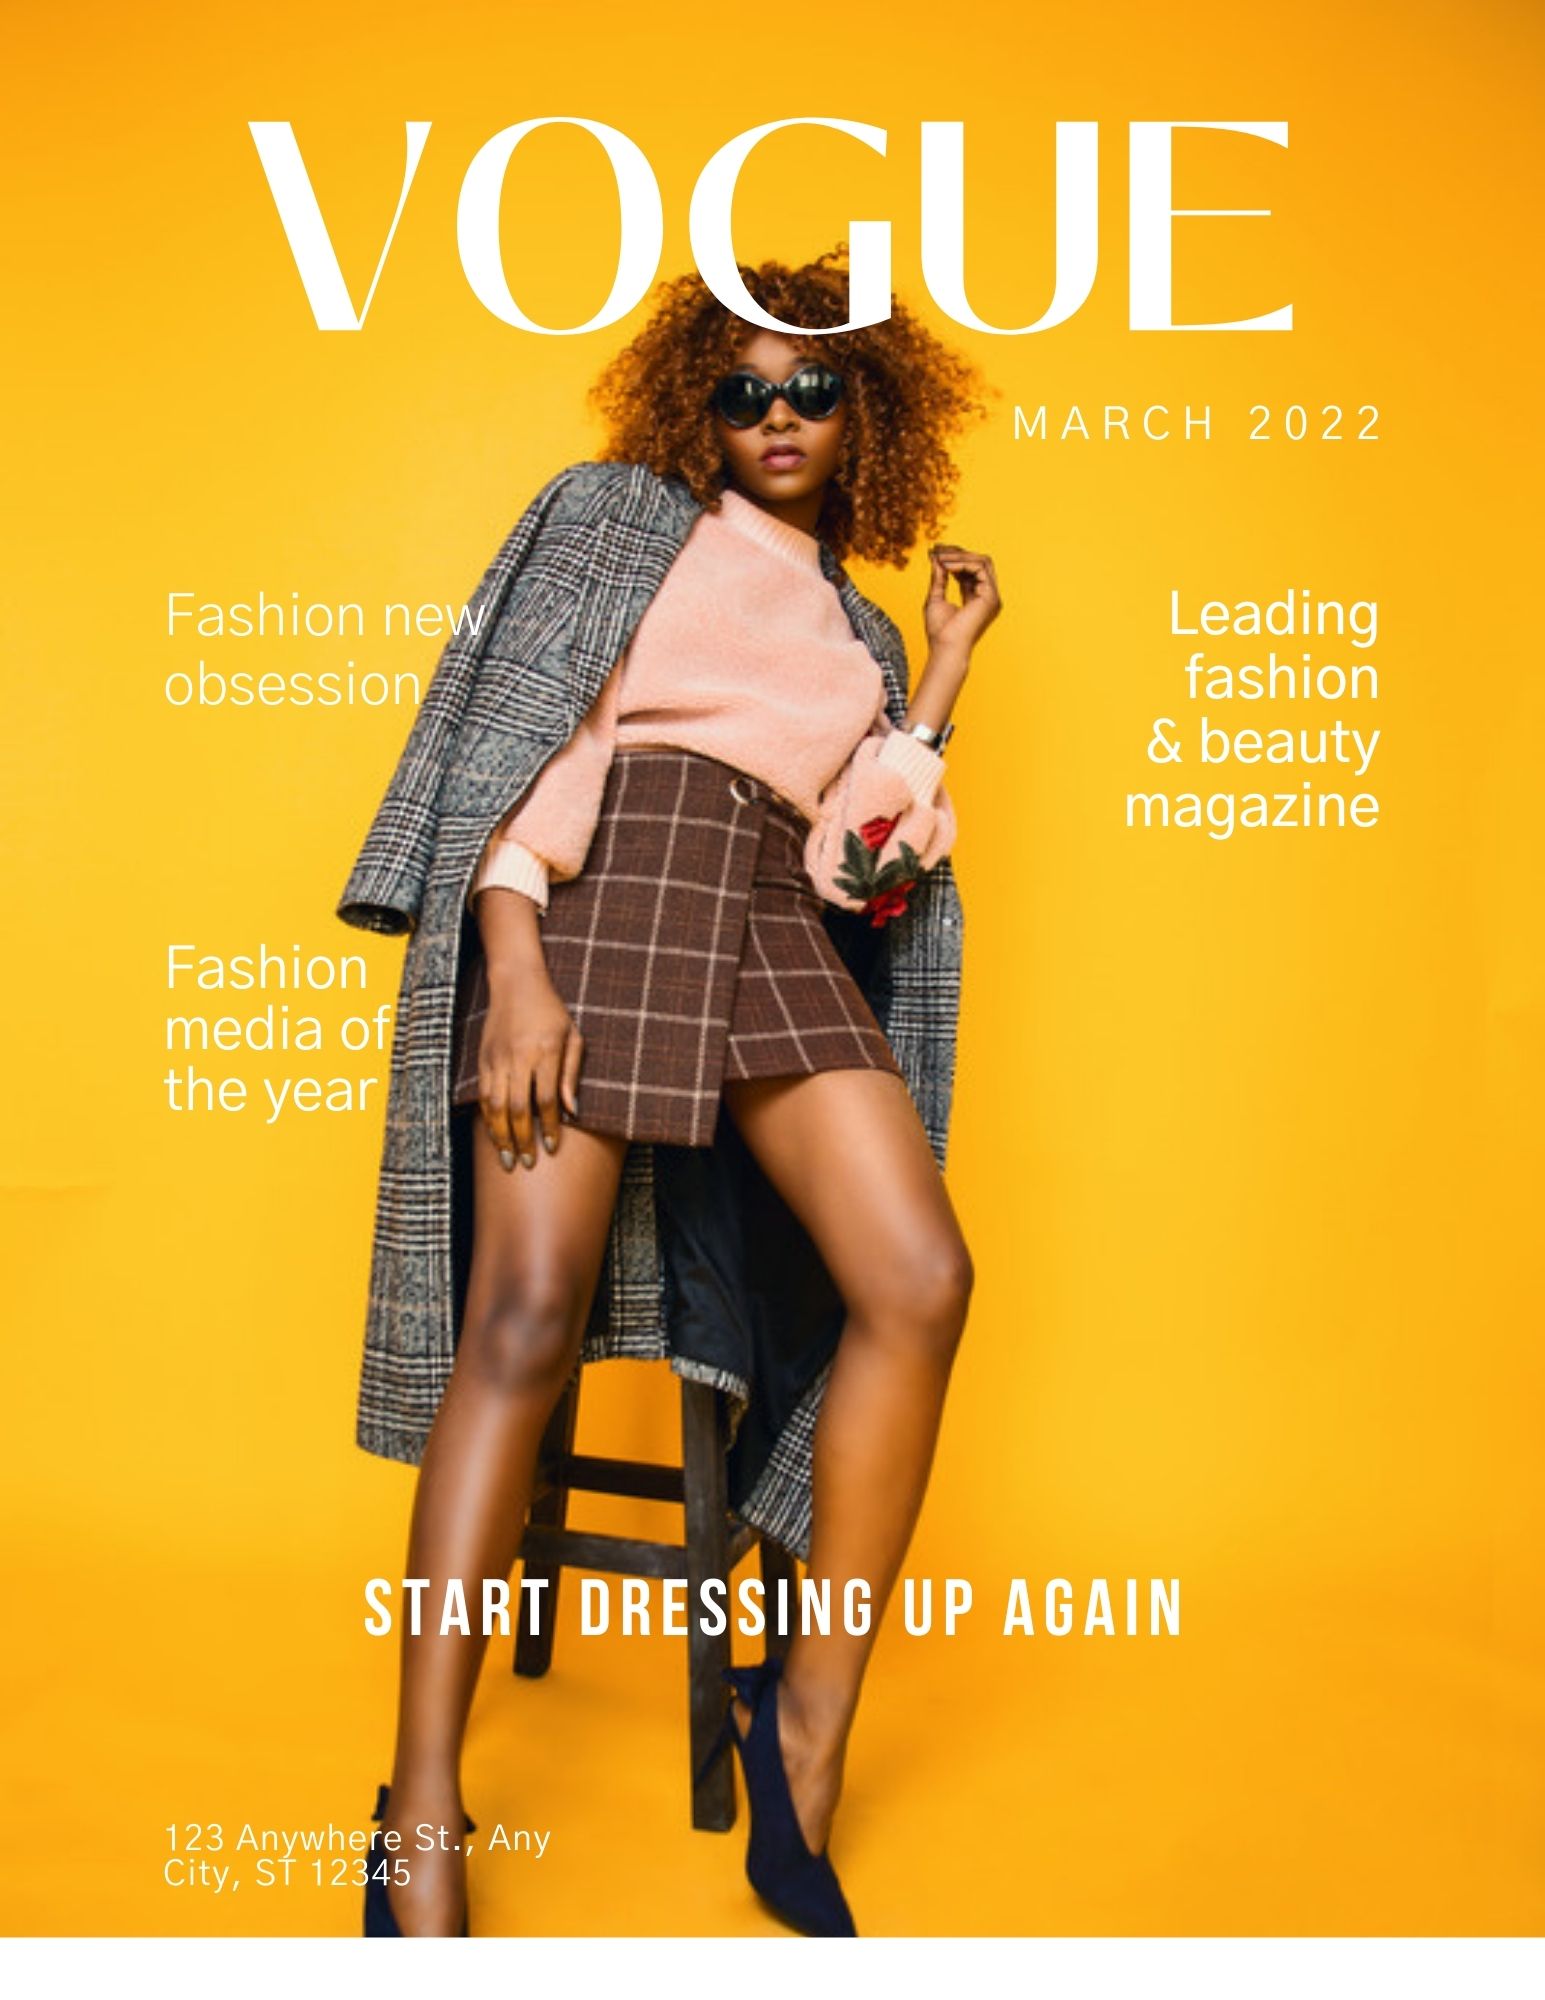 VOGUE
MARCH 2022
Fashion new
obsession
Leading
fashion
& beauty
magazine
Fashion
media of
the year
START DRESSING UP AGAIN
123 Anywhere St., Any
City, ST 12345